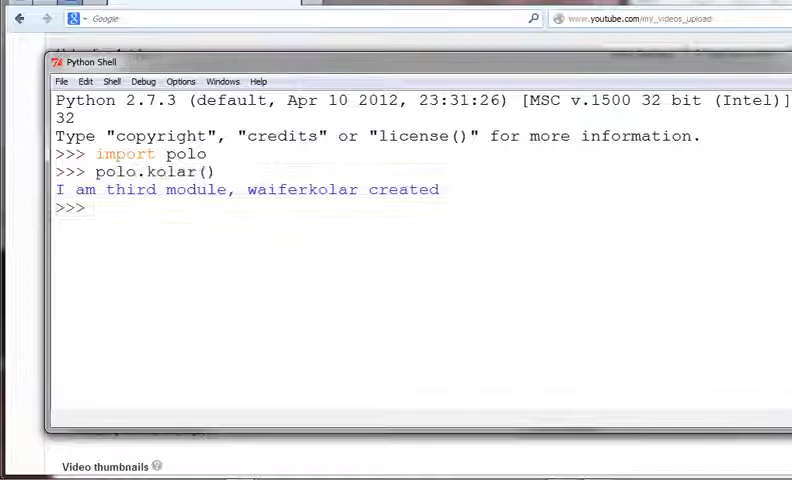 Google
www.youtube.com/my_videos_upload
Python Shell
File Edit Shell Debug Options Windows Help
Python 2.7.3 (default, Apr 10 2012, 23:31:26) [MSC v.1500 32 bit (Intel)]
32
Type "copyright", "credits" or "license()" for more information.
>>> import polo
>>> polo.kolar()
I am third module, waiferkolar created
>>>
Video thumbnails ?